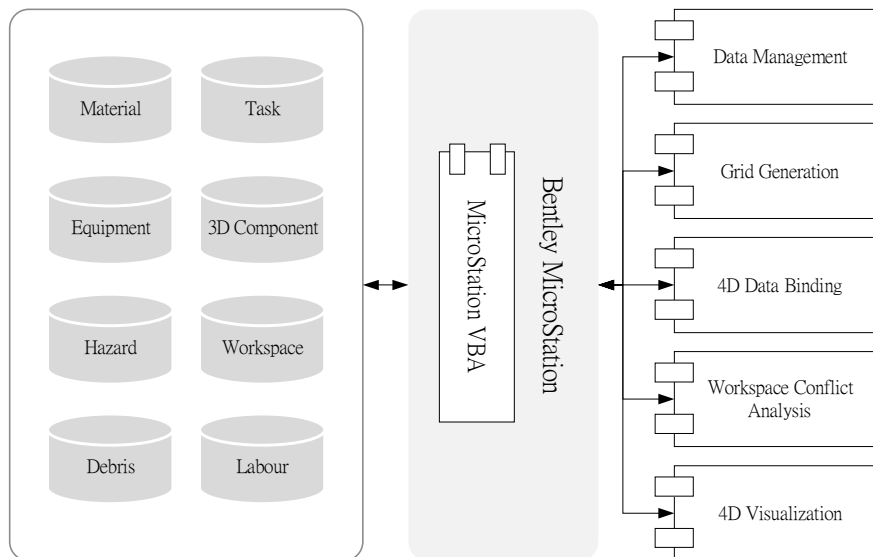 Material
Task
Equipment
3D Component
Hazard
Workspace
Debris
Labour
MicroStation VBA
Bentley MicroStation
Data Management
Grid Generation
4D Data Binding
Workspace Conflict
Analysis
4D Visualization